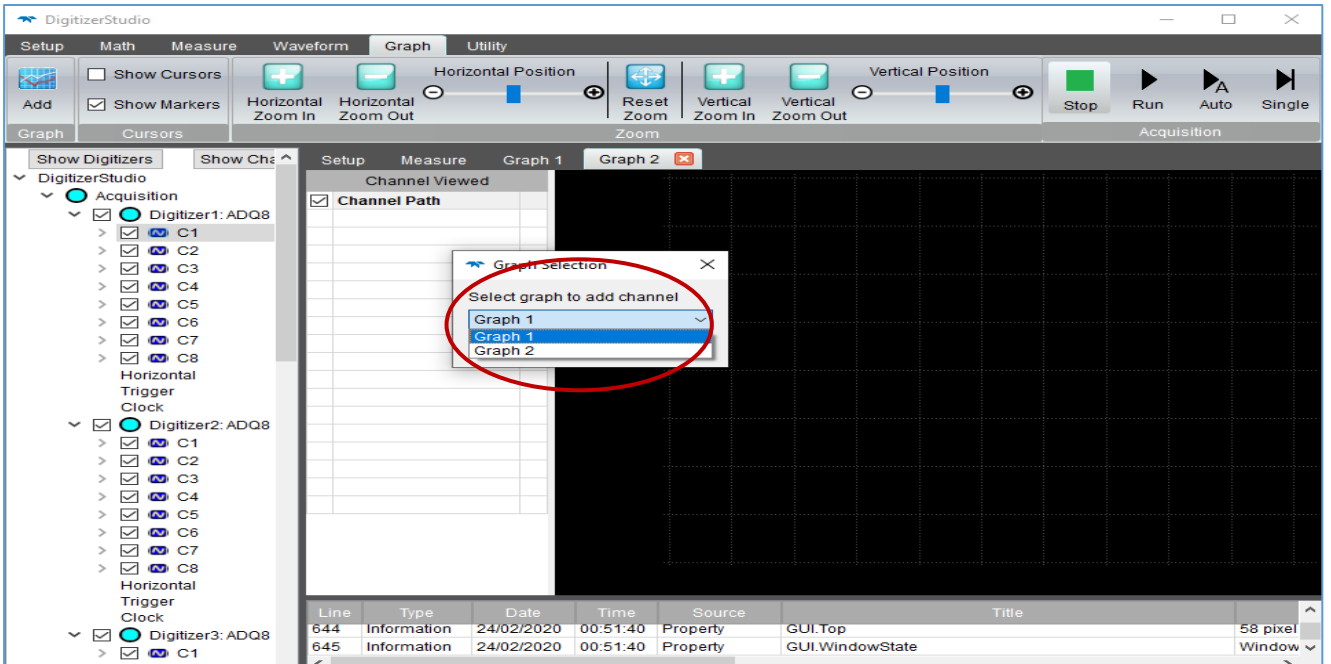 DigitizerStudio
Setup Math Measure Waveform Graph Utility
Add
Graph
Show Cursors
Show Markers
Cursors
Horizontal Zoom In
Horizontal Zoom Out
Horizontal Position
Reset Zoom
Vertical Zoom In
Vertical Zoom Out
Vertical Position
Zoom
Stop Run Auto Single
A
Acquisition
Show Digitizers Show Cha
DigitizerStudio
Acquisition
Digitizer1: ADQ8
C1
C2
C3
C4
C5
C6
C7
C8
Horizontal
Trigger
Clock
Digitizer2: ADQ8
C1
C2
C3
C4
C5
C6
C7
C8
Horizontal
Trigger
Clock
Digitizer3: ADQ8
C1
Setup Measure Graph 1 Graph 2
Channel Viewed
Channel Path
Graph Selection
Select graph to add channel
Graph 1
Graph 1
Graph 2
Line Type Date Time Source Title
644 Information 24/02/2020 00:51:40 Property GUI.Top 58 pixel
645 Information 24/02/2020 00:51:40 Property GUI.WindowState Window